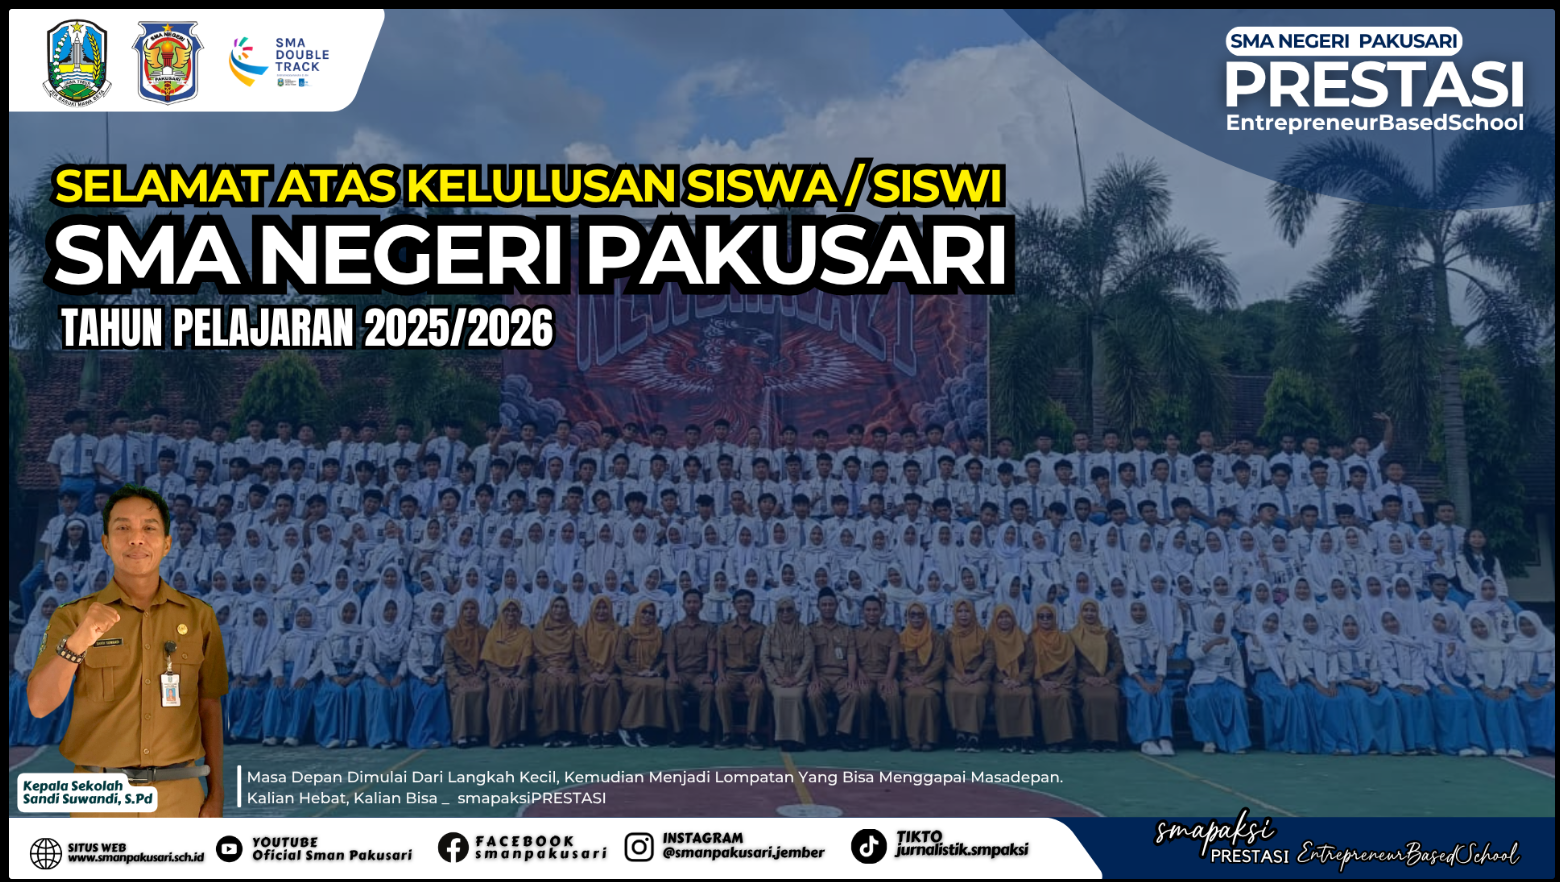 SMA NEGERI
PAKUSARI
SMA
DOUBLE
TRACK
SMA NEGERI PAKUSARI
PRESTASI
EntrepreneurBasedSchool
SELAMAT ATAS KELULUSAN SISWA / SISWI
SMA NEGERI PAKUSARI
TAHUN PELAJARAN 2025/2026
Kepala Sekolah
Sandi Suwandi, S.Pd
Masa Depan Dimulai Dari Langkah Kecil, Kemudian Menjadi Lompatan Yang Bisa Menggapai Masadepan.
Kalian Hebat, Kalian Bisa _ smapaksiPRESTASI
SITUS WEB
www.smanpakusari.sch.id
YOUTUBE
Oficial Sman Pakusari
FACEBOOK
smanpakusari
INSTAGRAM
@smanpakusari.jember
TIKTO
jurnalistik.smpaksi
smapaksi
PRESTASI EntrepreneurBasedSchool